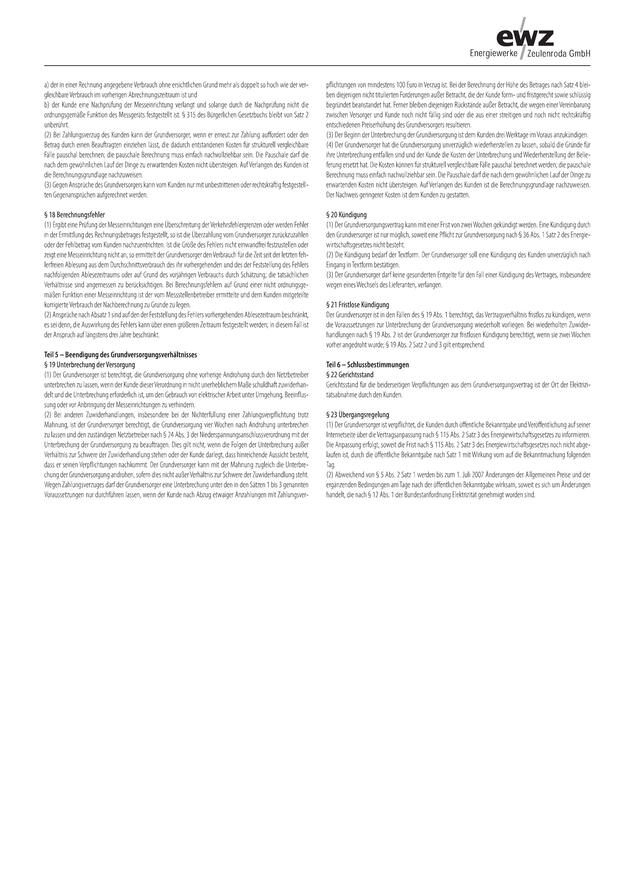 ewz
Energiewerke Zeulenroda GmbH
a) der in einer Rechnung angegebene Verbrauch ohne ersichtlichen Grund mehr als doppelt so hoch wie der ver-
gleichbare Verbrauch im vorherigen Abrechnungszeitraum ist und
b) der Kunde eine Nachprüfung der Messeinrichtung verlangt und solange durch die Nachprüfung nicht die
ordnungsgemäße Funktion des Messgeräts festgestellt ist. § 315 des Bürgerlichen Gesetzbuchs bleibt von Satz 2
unberührt.
(2) Bei Zahlungsverzug des Kunden kann der Grundversorger, wenn er erneut zur Zahlung auffordert oder den
Betrag durch einen Beauftragten einziehen lässt, die dadurch entstandenen Kosten für strukturell vergleichbare
Fälle pauschal berechnen; die pauschale Berechnung muss einfach nachvollziehbar sein. Die Pauschale darf die
nach dem gewöhnlichen Lauf der Dinge zu erwartenden Kosten nicht übersteigen. Auf Verlangen des Kunden ist
die Berechnungsgrundlage nachzuweisen.
(3) Gegen Ansprüche des Grundversorgers kann vom Kunden nur mit unbestrittenen oder rechtskräftig festgestell-
ten Gegenansprüchen aufgerechnet werden.
§ 18 Berechnungsfehler
(1) Ergibt eine Prüfung der Messeinrichtungen eine Überschreitung der Verkehrsfehlergrenzen oder werden Fehler
in der Ermittlung des Rechnungsbetrages festgestellt, so ist die Überzahlung vom Grundversorger zurückzuzahlen
oder der Fehlbetrag vom Kunden nachzuentrichten. Ist die Größe des Fehlers nicht einwandfrei festzustellen oder
zeigt eine Messeinrichtung nicht an, so ermittelt der Grundversorger den Verbrauch für die Zeit seit der letzten feh-
lerfreien Ablesung aus dem Durchschnittsverbrauch des ihr vorhergehenden und des der Feststellung des Fehlers
nachfolgenden Ablesezeitraums oder auf Grund des vorjährigen Verbrauchs durch Schätzung; die tatsächlichen
Verhältnisse sind angemessen zu berücksichtigen. Bei Berechnungsfehlern auf Grund einer nicht ordnungsge-
mäßen Funktion einer Messeinrichtung ist der vom Messstellenbetreiber ermittelte und dem Kunden mitgeteilte
korrigierte Verbrauch der Nachberechnung zu Grunde zu legen.
(2) Ansprüche nach Absatz 1 sind auf den der Feststellung des Fehlers vorhergehenden Ablesezeitraum beschränkt,
es sei denn, die Auswirkung des Fehlers kann über einen größeren Zeitraum festgestellt werden; in diesem Fall ist
der Anspruch auf längstens drei Jahre beschränkt.
Teil 5 – Beendigung des Grundversorgungsverhältnisses
§ 19 Unterbrechung der Versorgung
(1) Der Grundversorger ist berechtigt, die Grundversorgung ohne vorherige Androhung durch den Netzbetreiber
unterbrechen zu lassen, wenn der Kunde dieser Verordnung in nicht unerheblichem Maße schuldhaft zuwiderhan-
delt und die Unterbrechung erforderlich ist, um den Gebrauch von elektrischer Arbeit unter Umgehung, Beeinflus-
sung oder vor Anbringung der Messeinrichtungen zu verhindern.
(2) Bei anderen Zuwiderhandlungen, insbesondere bei der Nichterfüllung einer Zahlungsverpflichtung trotz
Mahnung, ist der Grundversorger berechtigt, die Grundversorgung vier Wochen nach Androhung unterbrechen
zu lassen und den zuständigen Netzbetreiber nach § 24 Abs. 3 der Niederspannungsanschlussverordnung mit der
Unterbrechung der Grundversorgung zu beauftragen. Dies gilt nicht, wenn die Folgen der Unterbrechung außer
Verhältnis zur Schwere der Zuwiderhandlung stehen oder der Kunde darlegt, dass hinreichende Aussicht besteht,
dass er seinen Verpflichtungen nachkommt. Der Grundversorger kann mit der Mahnung zugleich die Unterbre-
chung der Grundversorgung androhen, sofern dies nicht außer Verhältnis zur Schwere der Zuwiderhandlung steht.
Wegen Zahlungsverzuges darf der Grundversorger eine Unterbrechung unter den in den Sätzen 1 bis 3 genannten
Voraussetzungen nur durchführen lassen, wenn der Kunde nach Abzug etwaiger Anzahlungen mit Zahlungsver-
pflichtungen von mindestens 100 Euro in Verzug ist. Bei der Berechnung der Höhe des Betrages nach Satz 4 blei-
ben diejenigen nicht titulierten Forderungen außer Betracht, die der Kunde form- und fristgerecht sowie schlüssig
begründet beanstandet hat. Ferner bleiben diejenigen Rückstände außer Betracht, die wegen einer Vereinbarung
zwischen Versorger und Kunde noch nicht fällig sind oder die aus einer streitigen und noch nicht rechtskräftig
entschiedenen Preiserhöhung des Grundversorgers resultieren.
(3) Der Beginn der Unterbrechung der Grundversorgung ist dem Kunden drei Werktage im Voraus anzukündigen.
(4) Der Grundversorger hat die Grundversorgung unverzüglich wiederherstellen zu lassen, sobald die Gründe für
ihre Unterbrechung entfallen sind und der Kunde die Kosten der Unterbrechung und Wiederherstellung der Belie-
ferung ersetzt hat. Die Kosten können für strukturell vergleichbare Fälle pauschal berechnet werden; die pauschale
Berechnung muss einfach nachvollziehbar sein. Die Pauschale darf die nach dem gewöhnlichen Lauf der Dinge zu
erwartenden Kosten nicht übersteigen. Auf Verlangen des Kunden ist die Berechnungsgrundlage nachzuweisen.
Der Nachweis geringerer Kosten ist dem Kunden zu gestatten.
§ 20 Kündigung
(1) Der Grundversorgungsvertrag kann mit einer Frist von zwei Wochen gekündigt werden. Eine Kündigung durch
den Grundversorger ist nur möglich, soweit eine Pflicht zur Grundversorgung nach § 36 Abs. 1 Satz 2 des Energie-
wirtschaftsgesetzes nicht besteht.
(2) Die Kündigung bedarf der Textform. Der Grundversorger soll eine Kündigung des Kunden unverzüglich nach
Eingang in Textform bestätigen.
(3) Der Grundversorger darf keine gesonderten Entgelte für den Fall einer Kündigung des Vertrages, insbesondere
wegen eines Wechsels des Lieferanten, verlangen.
§ 21 Fristlose Kündigung
Der Grundversorger ist in den Fällen des § 19 Abs. 1 berechtigt, das Vertragsverhältnis fristlos zu kündigen, wenn
die Voraussetzungen zur Unterbrechung der Grundversorgung wiederholt vorliegen. Bei wiederholten Zuwider-
handlungen nach § 19 Abs. 2 ist der Grundversorger zur fristlosen Kündigung berechtigt, wenn sie zwei Wochen
vorher angedroht wurde; § 19 Abs. 2 Satz 2 und 3 gilt entsprechend.
Teil 6 – Schlussbestimmungen
§ 22 Gerichtsstand
Gerichtsstand für die beiderseitigen Verpflichtungen aus dem Grundversorgungsvertrag ist der Ort der Elektrizi-
tätsabnahme durch den Kunden.
§ 23 Übergangsregelung
(1) Der Grundversorger ist verpflichtet, die Kunden durch öffentliche Bekanntgabe und Veröffentlichung auf seiner
Internetseite über die Vertragsanpassung nach § 115 Abs. 2 Satz 3 des Energiewirtschaftsgesetzes zu informieren.
Die Anpassung erfolgt, soweit die Frist nach § 115 Abs. 2 Satz 3 des Energiewirtschaftsgesetzes noch nicht abge-
laufen ist, durch die öffentliche Bekanntgabe nach Satz 1 mit Wirkung vom auf die Bekanntmachung folgenden
Tag.
(2) Abweichend von § 5 Abs. 2 Satz 1 werden bis zum 1. Juli 2007 Änderungen der Allgemeinen Preise und der
ergänzenden Bedingungen am Tage nach der öffentlichen Bekanntgabe wirksam, soweit es sich um Änderungen
handelt, die nach § 12 Abs. 1 der Bundestarifordnung Elektrizität genehmigt worden sind.